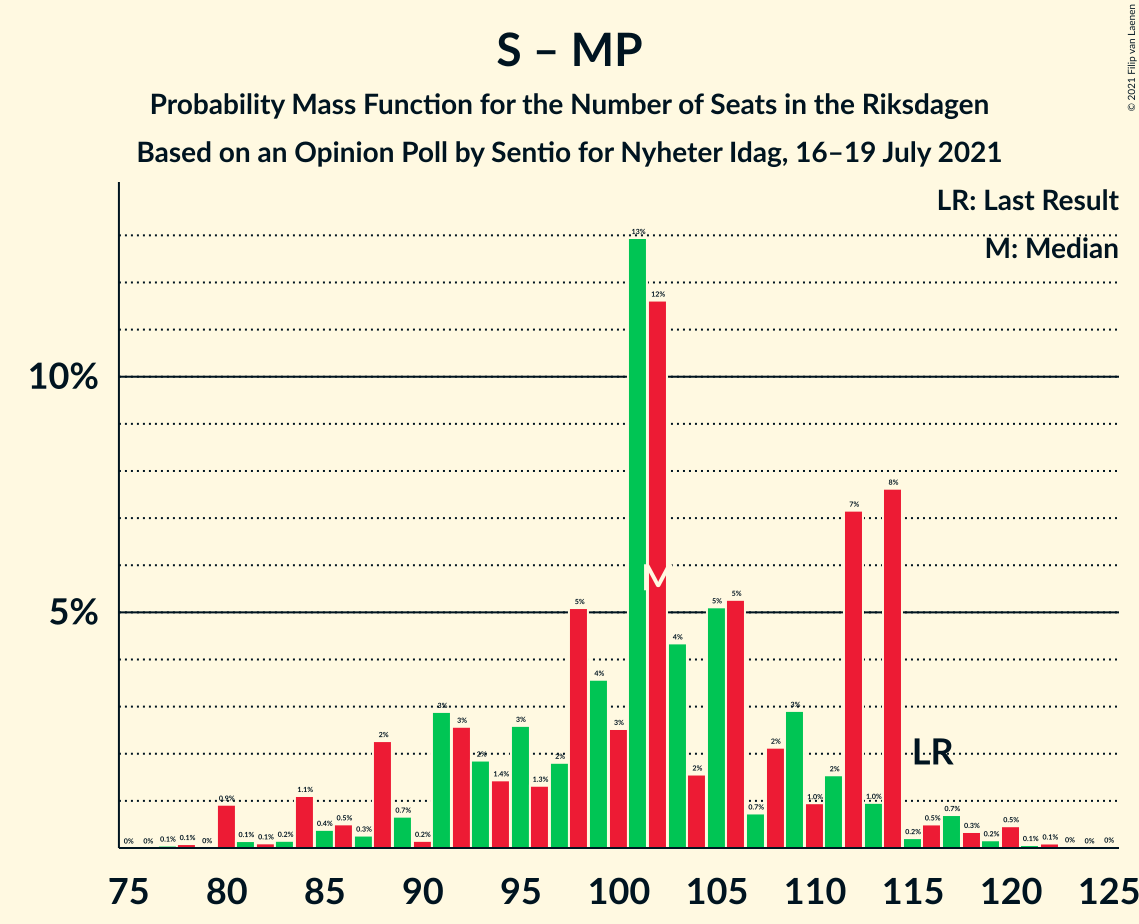 S – MP
Probability Mass Function for the Number of Seats in the Riksdagen
Based on an Opinion Poll by Sentio for Nyheter Idag, 16–19 July 2021
© 2021 Filip van Laenen
LR: Last Result
M: Median
10%
5%
0% 0% 0.1% 0.1% 0% 0.9% 0.1% 0.1% 0.2% 1.1% 0.4% 0.5% 0.3% 2% 0.7% 0.2% 3% 3% 2% 1.4% 3% 1.3% 2% 5% 4% 3% 13% 12% 4% 2% 5% 5% 0.7% 2% 3% 1.0% 2% 7% 1.0% 8% 0.2% 0.5% 0.7% 0.3% 0.2% 0.5% 0.1% 0.1% 0% 0% 0%
M
LR
75 80 85 90 95 100 105 110 115 120 125